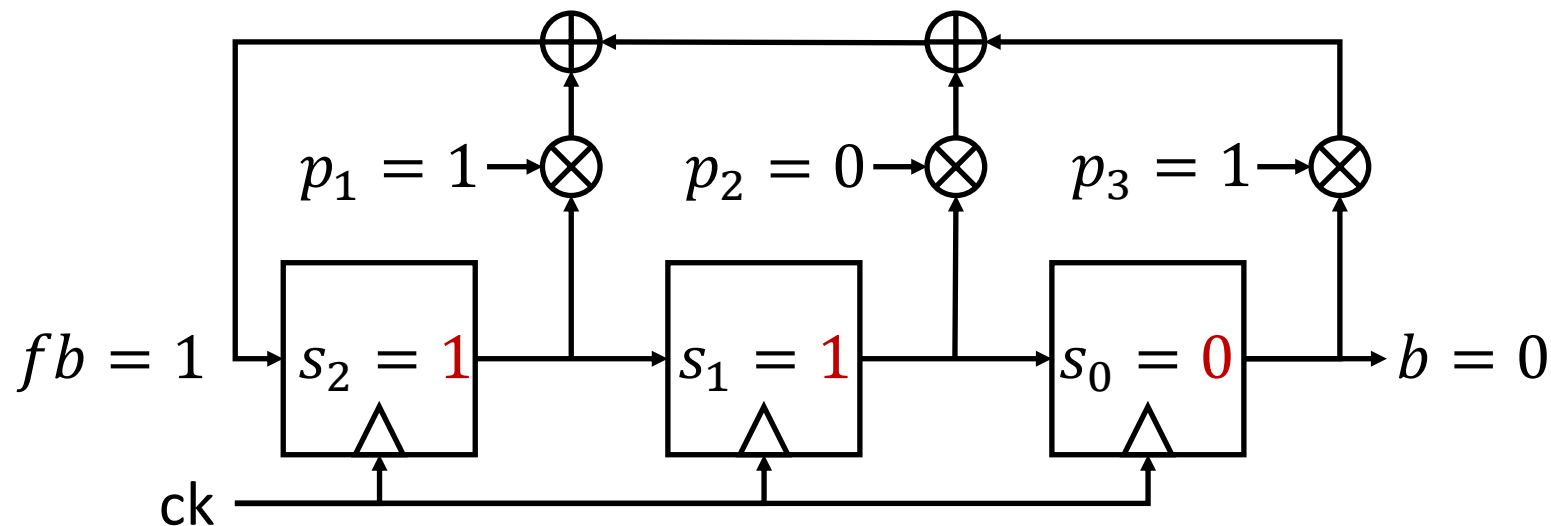 p₁ = 1
p₂ = 0
p₃ = 1
fb = 1
s₂ = 1
s₁ = 1
s₀ = 0
b = 0
ck